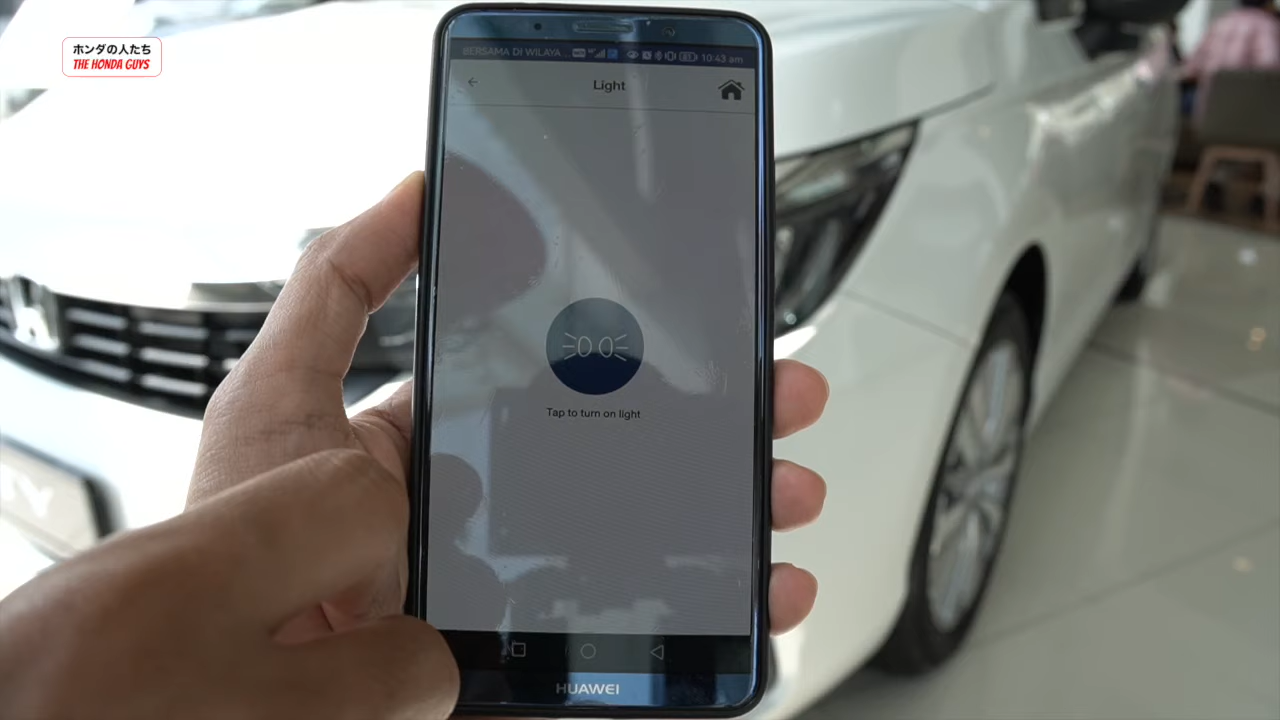 ホンダの人たち
THE HONDA GUYS
BERSAMA DI WILAYA... 10:43 am
Light
Tap to turn on light
HUAWEI